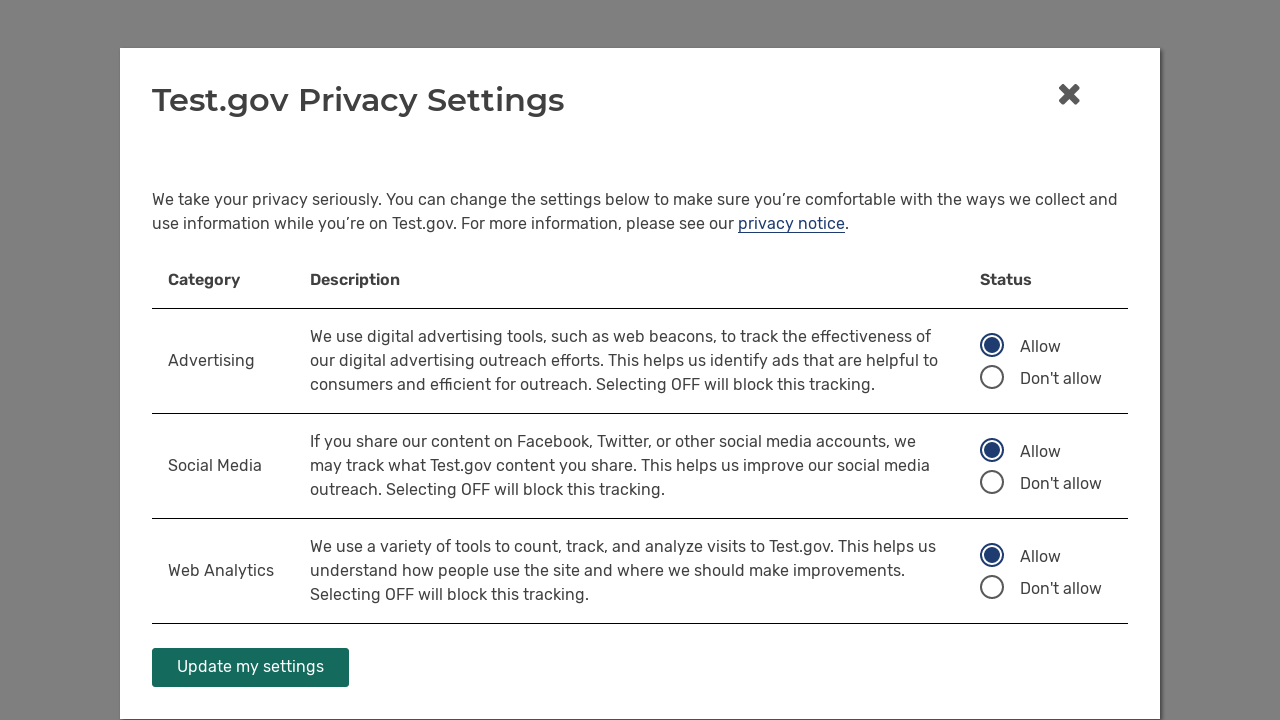 Test.gov Privacy Settings
We take your privacy seriously. You can change the settings below to make sure you’re comfortable with the ways we collect and
use information while you’re on Test.gov. For more information, please see our privacy notice.
Category Description Status
Advertising
We use digital advertising tools, such as web beacons, to track the effectiveness of
our digital advertising outreach efforts. This helps us identify ads that are helpful to
consumers and efficient for outreach. Selecting OFF will block this tracking.
Allow
Don't allow
Social Media
If you share our content on Facebook, Twitter, or other social media accounts, we
may track what Test.gov content you share. This helps us improve our social media
outreach. Selecting OFF will block this tracking.
Allow
Don't allow
Web Analytics
We use a variety of tools to count, track, and analyze visits to Test.gov. This helps us
understand how people use the site and where we should make improvements.
Selecting OFF will block this tracking.
Allow
Don't allow
Update my settings